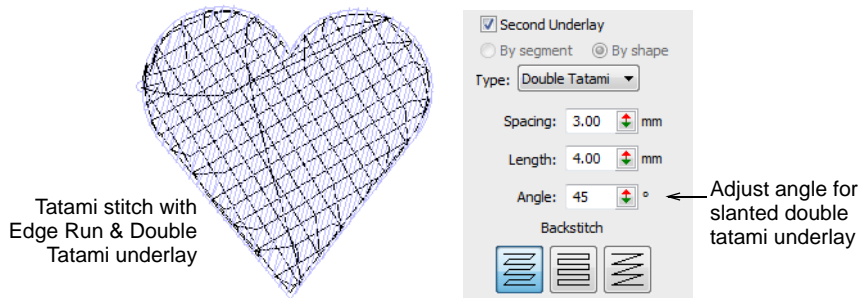 Tatami stitch with
Edge Run & Double
Tatami underlay
Second Underlay
By segment By shape
Type: Double Tatami
Spacing: 3.00 mm
Length: 4.00 mm
Angle: 45 °
Backstitch
Adjust angle for
slanted double
tatami underlay